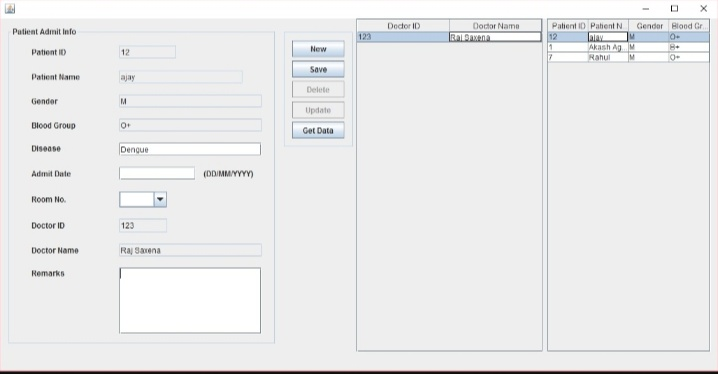 Patient Admit Info
Patient ID 12
Patient Name ajay
Gender M
Blood Group O+
Disease Dengue
Admit Date (DD/MM/YYYY)
Room No.
Doctor ID 123
Doctor Name Raj Saxena
Remarks
New
Save
Delete
Update
Get Data
Doctor ID Doctor Name
123 Raj Saxena
Patient ID Patient N... Gender Blood Gr...
12 ajay M O+
1 Akash Ag... M B+
7 Rahul M O+